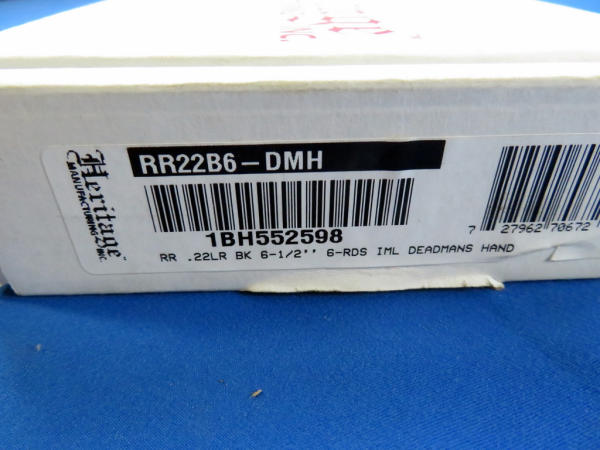 Heritage
MANUFACTURING INC.
RR22B6-DMH
1BH552598
RR .22LR BK 6-1/2'' 6-RDS IML DEADMANS HAND
7 27962 70672